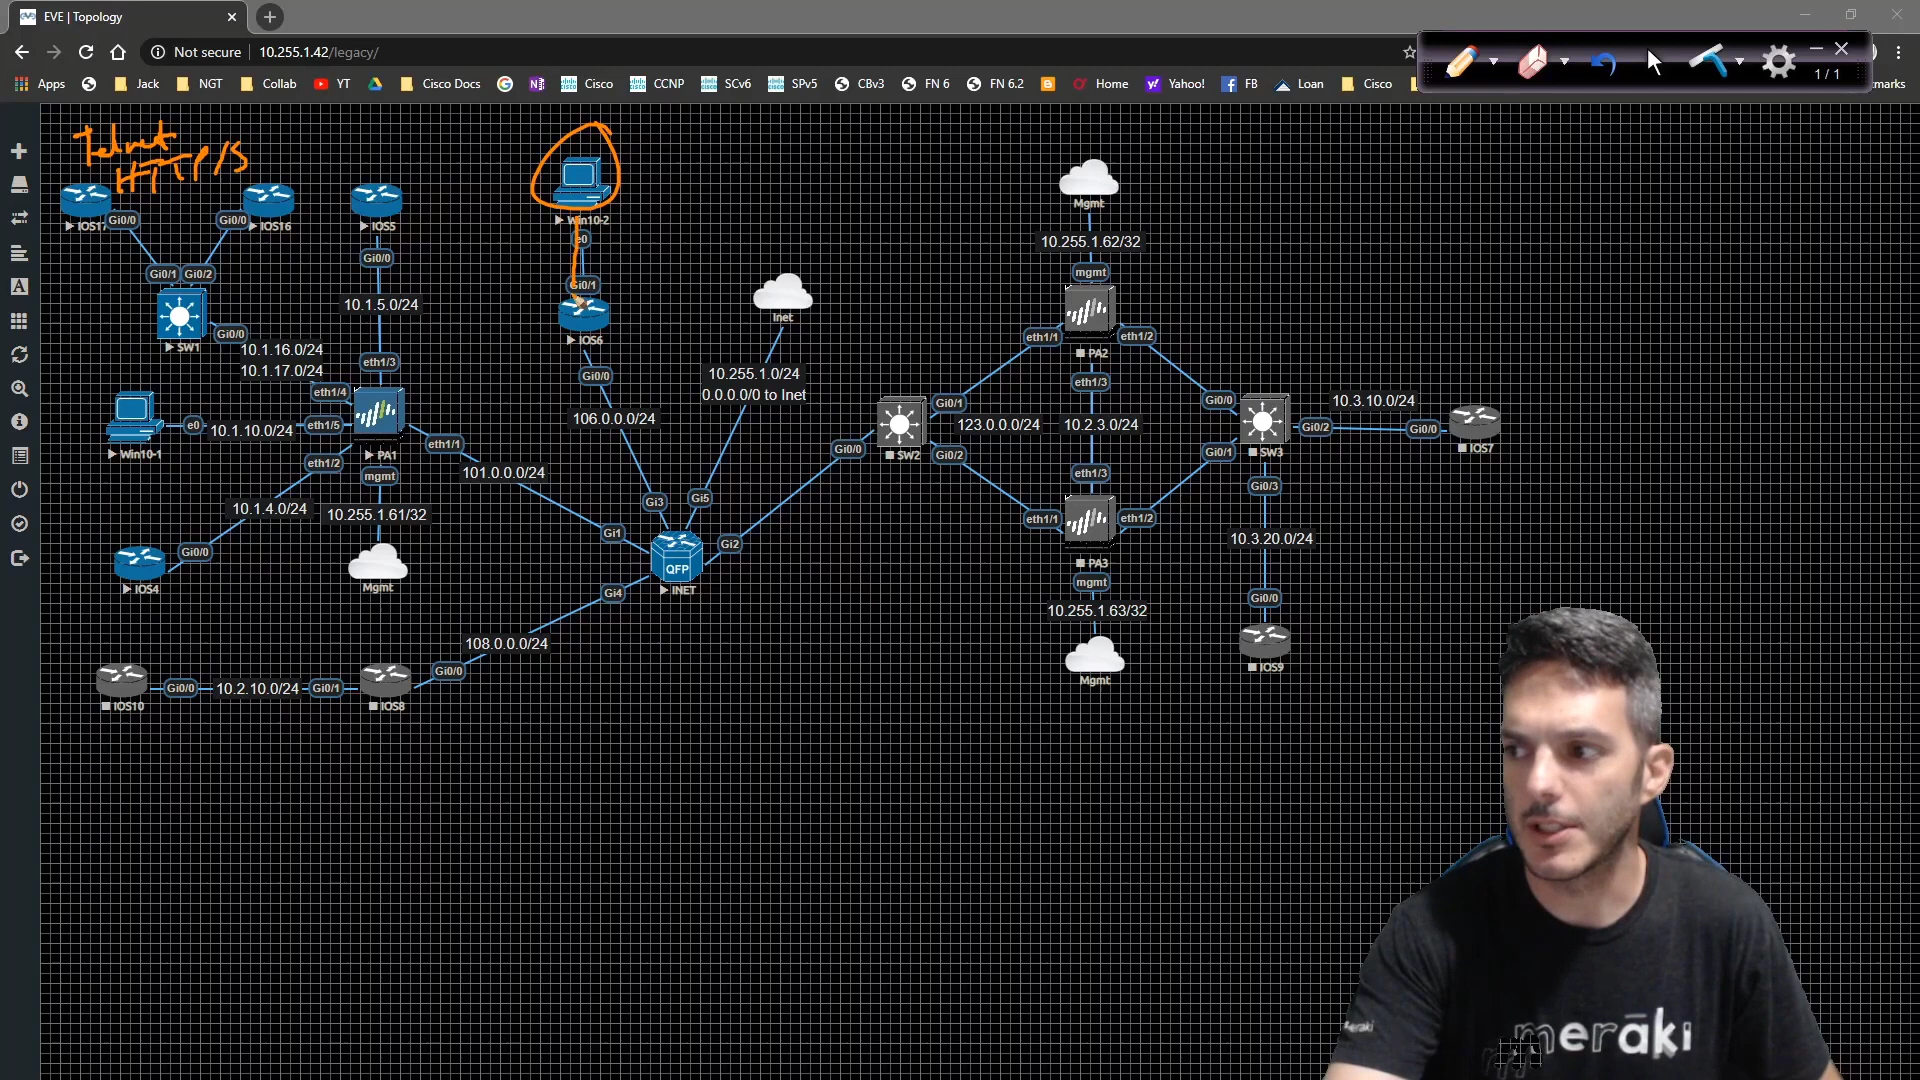 EVE | Topology
Not secure
10.255.1.42/legacy/
1 / 1
Apps
Jack
NGT
Collab
YT
Cisco Docs
Cisco
CCNP
SCv6
SPv5
CBv3
FN 6
FN 6.2
Home
Yahoo!
FB
Loan
Cisco
marks
Telnet
HTTP/S
IOS17
Gi0/0
Gi0/0
IOS16
IOS5
Gi0/0
Win10-2
e0
Gi0/1
IOS6
Gi0/0
Inet
Mgmt
10.255.1.62/32
mgmt
Gi0/1
Gi0/2
SW1
Gi0/0
10.1.5.0/24
10.1.16.0/24
10.1.17.0/24
eth1/3
eth1/4
10.255.1.0/24
0.0.0.0/0 to Inet
eth1/1
eth1/2
PA2
eth1/3
106.0.0.0/24
Win10-1
e0
10.1.10.0/24
eth1/5
PA1
eth1/1
eth1/2
mgmt
101.0.0.0/24
Gi0/0
SW2
Gi0/1
Gi0/2
123.0.0.0/24
10.2.3.0/24
Gi0/0
Gi0/1
SW3
Gi0/2
10.3.10.0/24
Gi0/0
IOS7
Gi0/3
10.1.4.0/24
10.255.1.61/32
Gi3
Gi5
Gi1
Gi2
QFP
INET
Gi4
eth1/3
eth1/1
eth1/2
PA3
mgmt
10.255.1.63/32
Mgmt
10.3.20.0/24
Gi0/0
IOS9
IOS4
Gi0/0
Mgmt
108.0.0.0/24
Gi0/0
IOS10
Gi0/0
10.2.10.0/24
Gi0/1
IOS8
meraki
merāki